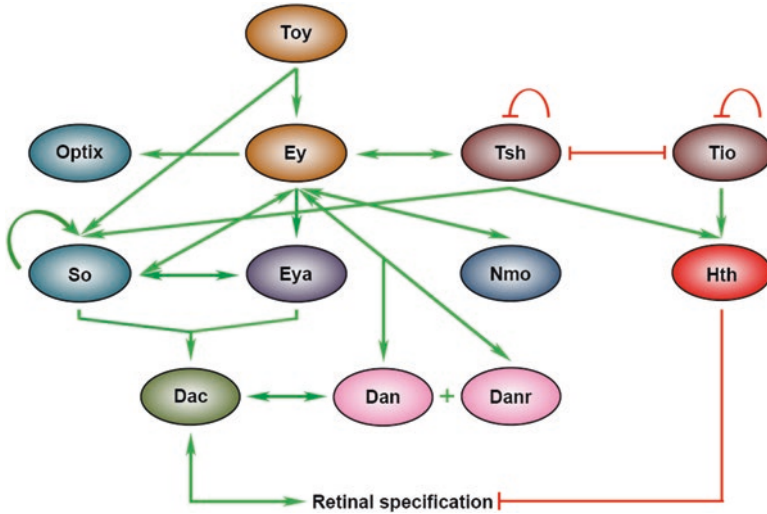 Toy
Optix Ey Tsh Tio
So Eya Nmo Hth
Dac Dan + Danr
Retinal specification